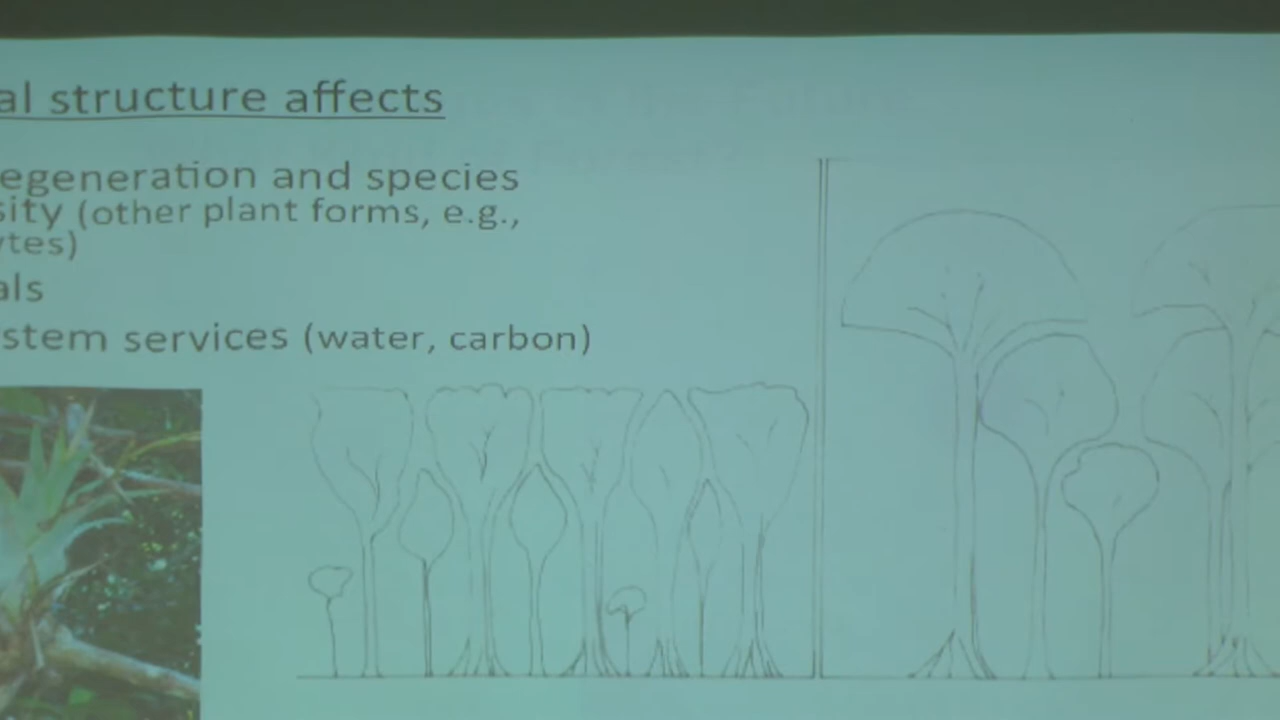 al structure affects
egeneration and species
sity (other plant forms, e.g.,
ytes)
als
stem services (water, carbon)